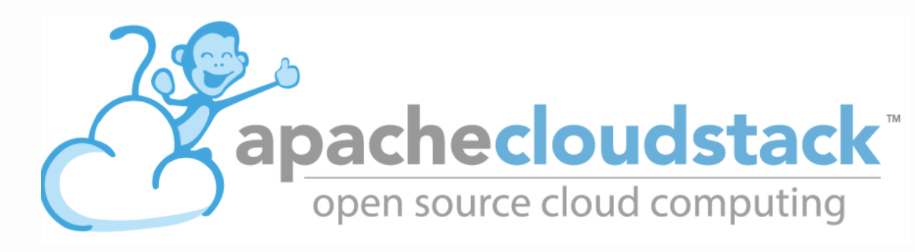 apachecloudstack™
open source cloud computing